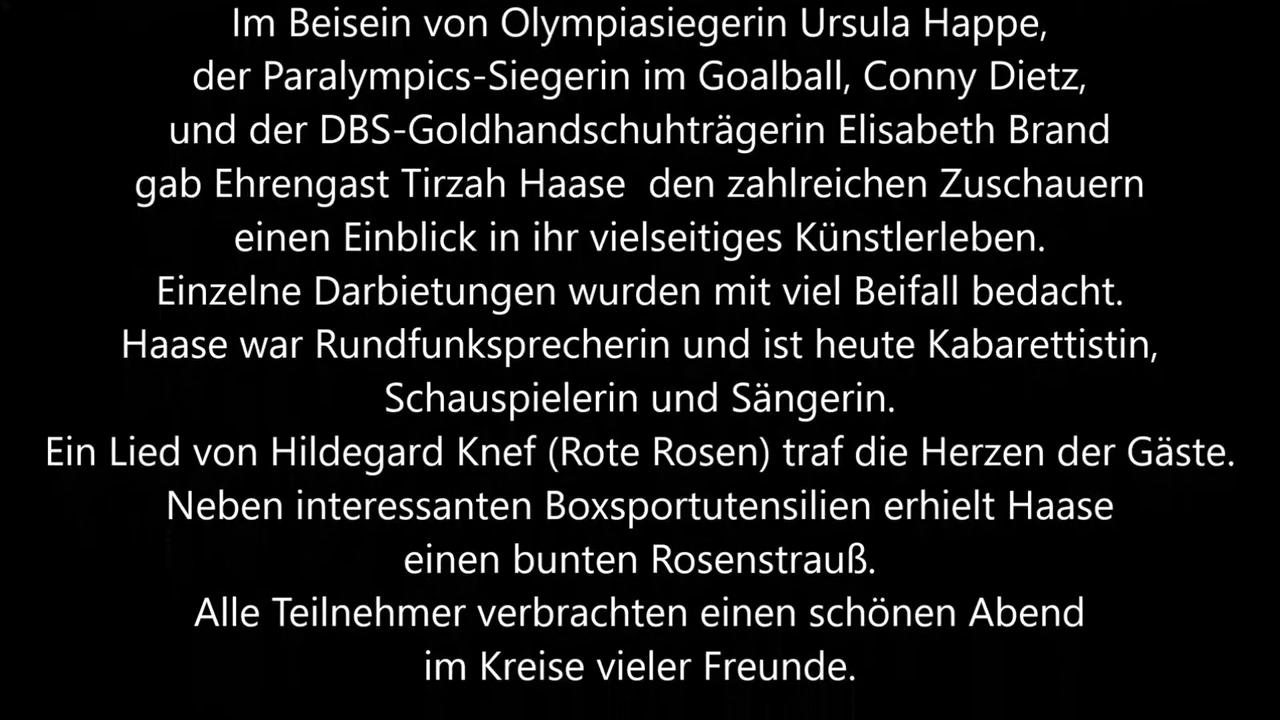 Im Beisein von Olympiasiegerin Ursula Happe,
der Paralympics-Siegerin im Goalball, Conny Dietz,
und der DBS-Goldhandschuhträgerin Elisabeth Brand
gab Ehrengast Tirzah Haase  den zahlreichen Zuschauern
einen Einblick in ihr vielseitiges Künstlerleben.
Einzelne Darbietungen wurden mit viel Beifall bedacht.
Haase war Rundfunksprecherin und ist heute Kabarettistin,
Schauspielerin und Sängerin.
Ein Lied von Hildegard Knef (Rote Rosen) traf die Herzen der Gäste.
Neben interessanten Boxsportutensilien erhielt Haase
einen bunten Rosenstrauß.
Alle Teilnehmer verbrachten einen schönen Abend
im Kreise vieler Freunde.